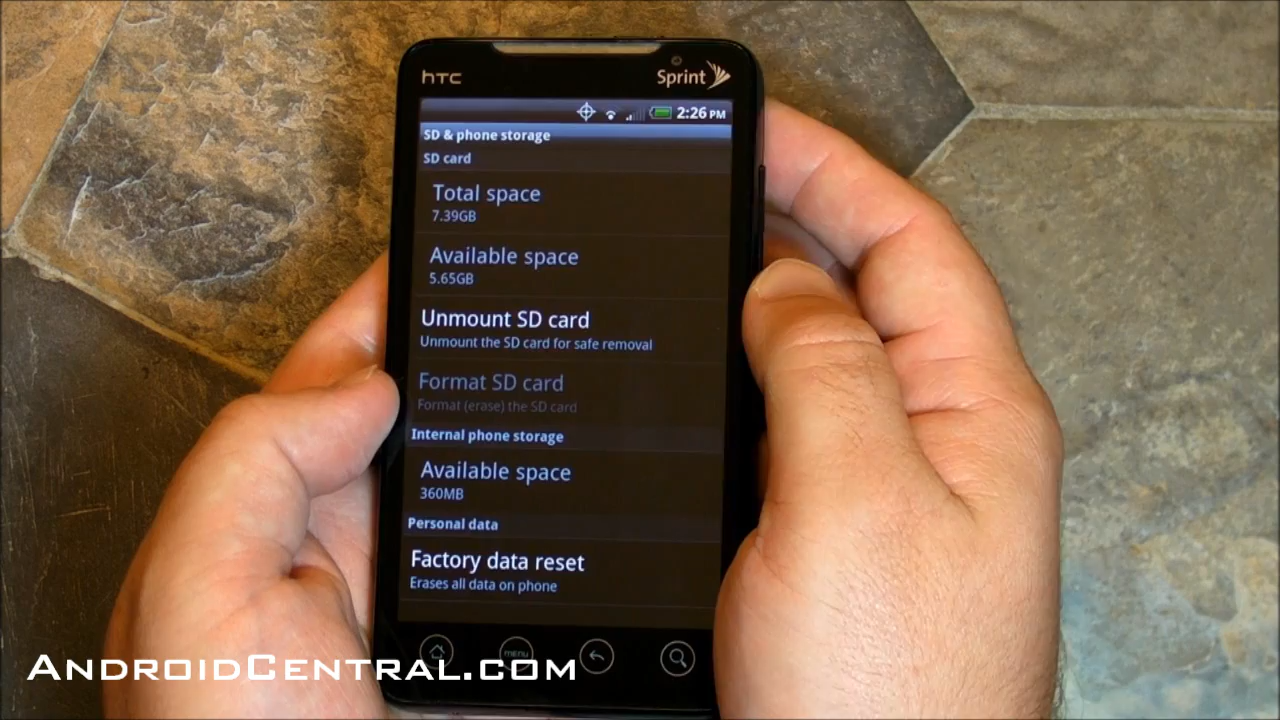 hTC
Sprint
2:26 PM
SD & phone storage
SD card
Total space
7.39GB
Available space
5.65GB
Unmount SD card
Unmount the SD card for safe removal
Format SD card
Format (erase) the SD card
Internal phone storage
Available space
360MB
Personal data
Factory data reset
Erases all data on phone
menu
AndroidCentral.com